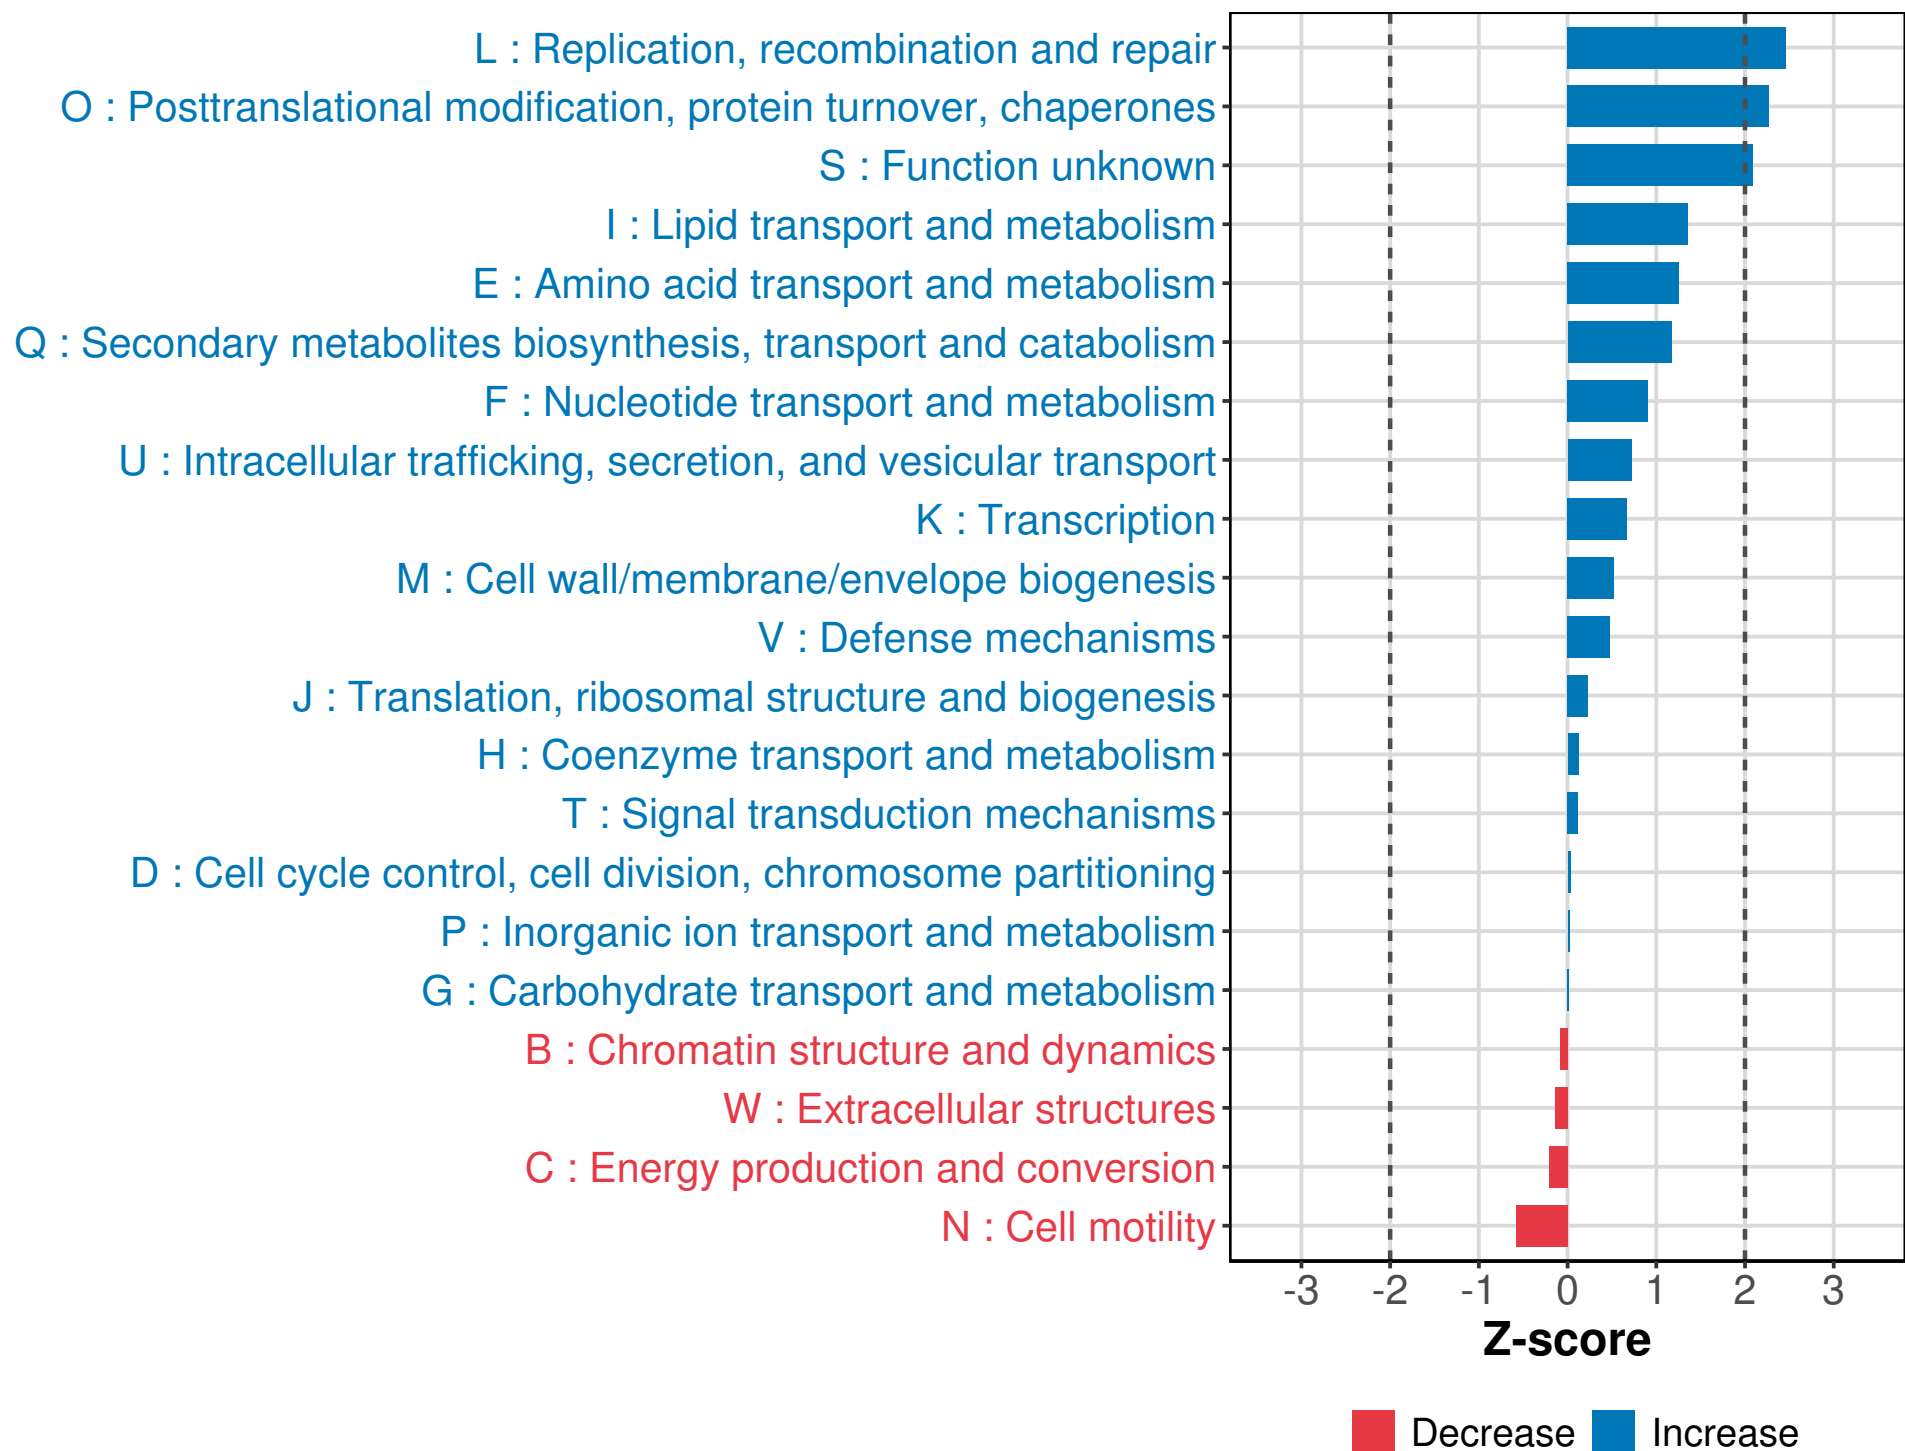 L : Replication, recombination and repair
O : Posttranslational modification, protein turnover, chaperones
S : Function unknown
I : Lipid transport and metabolism
E : Amino acid transport and metabolism
Q : Secondary metabolites biosynthesis, transport and catabolism
F : Nucleotide transport and metabolism
U : Intracellular trafficking, secretion, and vesicular transport
K : Transcription
M : Cell wall/membrane/envelope biogenesis
V : Defense mechanisms
J : Translation, ribosomal structure and biogenesis
H : Coenzyme transport and metabolism
T : Signal transduction mechanisms
D : Cell cycle control, cell division, chromosome partitioning
P : Inorganic ion transport and metabolism
G : Carbohydrate transport and metabolism
B : Chromatin structure and dynamics
W : Extracellular structures
C : Energy production and conversion
N : Cell motility
-3 -2 -1 0 1 2 3
Z-score
Decrease Increase